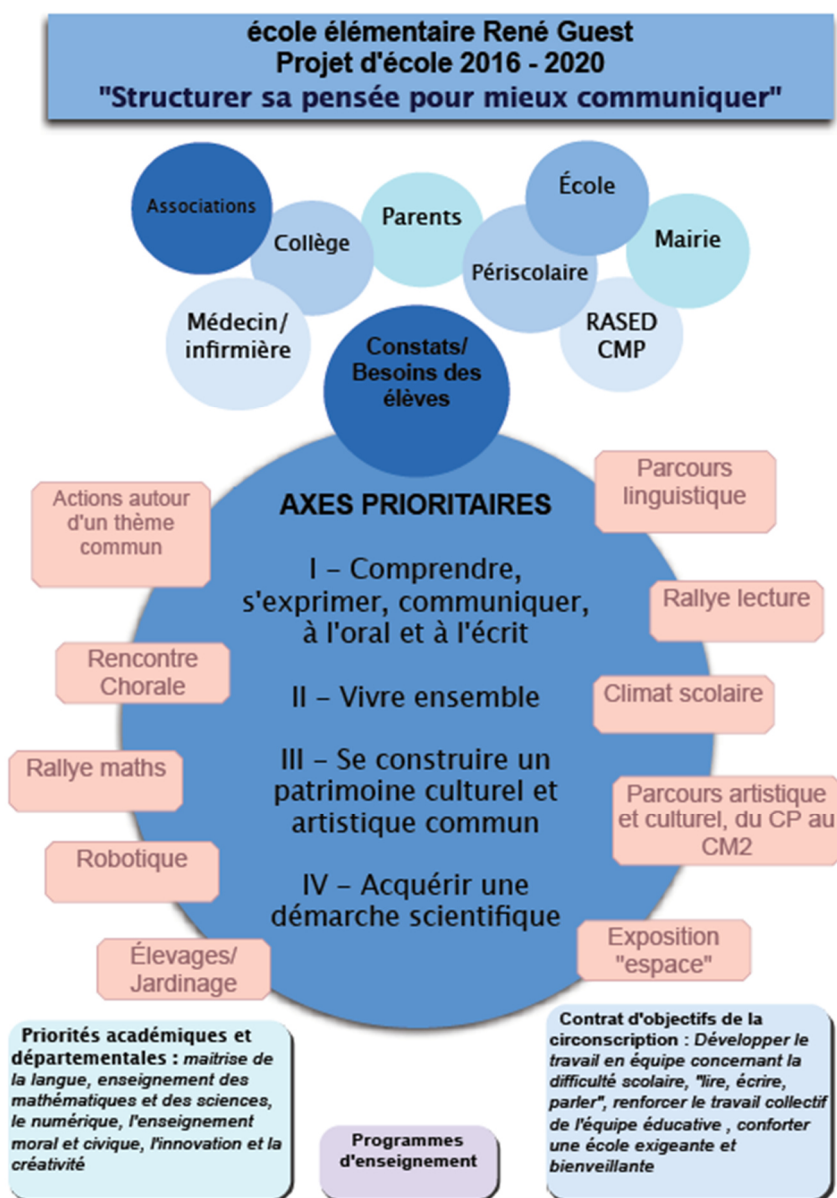 école élémentaire René Guest
Projet d'école 2016 - 2020
"Structurer sa pensée pour mieux communiquer"
Associations
Collège
Parents
École
Périscolaire
Mairie
Médecin/
infirmière
RASED
CMP
Constats/
Besoins des
élèves
AXES PRIORITAIRES
I – Comprendre,
s'exprimer, communiquer,
à l'oral et à l'écrit
II – Vivre ensemble
III – Se construire un
patrimoine culturel et
artistique commun
IV – Acquérir une
démarche scientifique
Actions autour
d'un thème
commun
Rencontre
Chorale
Rallye maths
Robotique
Élevages/
Jardinage
Parcours
linguistique
Rallye lecture
Climat scolaire
Parcours artistique
et culturel, du CP au
CM2
Exposition
"espace"
Priorités académiques et
départementales : maitrise de
la langue, enseignement des
mathématiques et des sciences,
le numérique, l'enseignement
moral et civique, l'innovation et la
créativité
Programmes
d'enseignement
Contrat d'objectifs de la
circonscription : Développer le
travail en équipe concernant la
difficulté scolaire, "lire, écrire,
parler", renforcer le travail collectif
de l'équipe éducative , conforter
une école exigeante et
bienveillante